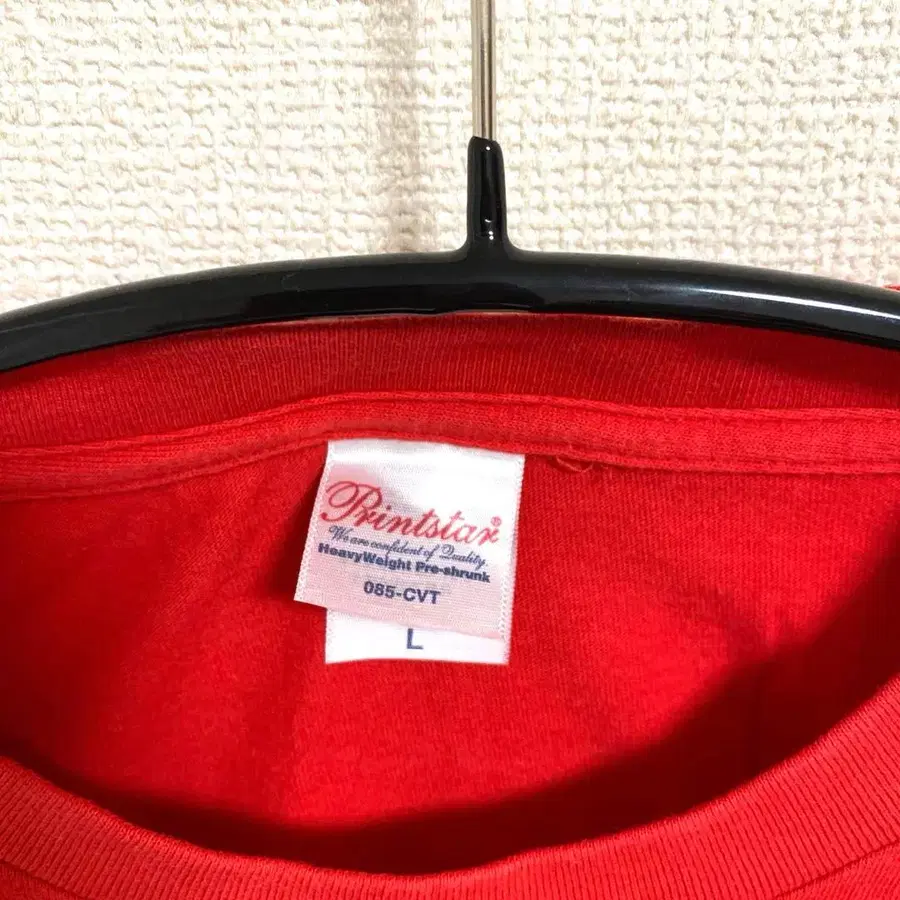 Printstar®
We are confident of Quality.
HeavyWeight Pre-shrunk
085-CVT
L